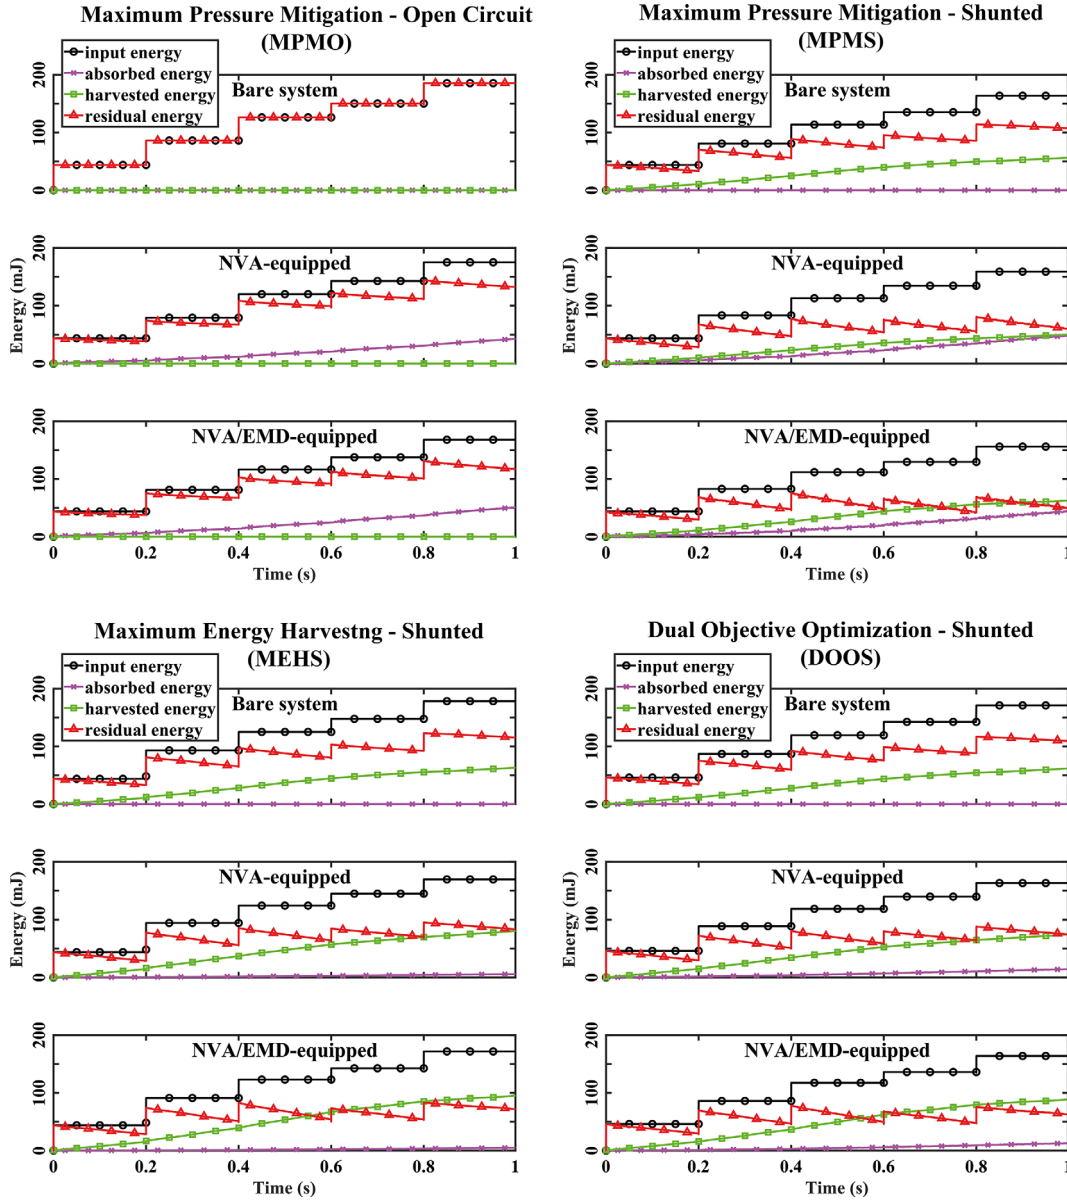 Maximum Pressure Mitigation - Open Circuit
(MPMO)
input energy
absorbed energy
harvested energy
residual energy
Bare system
200
100
0
NVA-equipped
200
100
0
Energy (mJ)
NVA/EMD-equipped
200
100
0
0 0.2 0.4 0.6 0.8 1
Time (s)
Maximum Pressure Mitigation - Shunted
(MPMS)
input energy
absorbed energy
harvested energy
residual energy
Bare system
200
100
0
NVA-equipped
200
100
0
Energy (mJ)
NVA/EMD-equipped
200
100
0
0 0.2 0.4 0.6 0.8 1
Time (s)
Maximum Energy Harvestng - Shunted
(MEHS)
input energy
absorbed energy
harvested energy
residual energy
Bare system
200
100
0
NVA-equipped
200
100
0
Energy (mJ)
NVA/EMD-equipped
200
100
0
0 0.2 0.4 0.6 0.8 1
Time (s)
Dual Objective Optimization - Shunted
(DOOS)
input energy
absorbed energy
harvested energy
residual energy
Bare system
200
100
0
NVA-equipped
200
100
0
Energy (mJ)
NVA/EMD-equipped
200
100
0
0 0.2 0.4 0.6 0.8 1
Time (s)